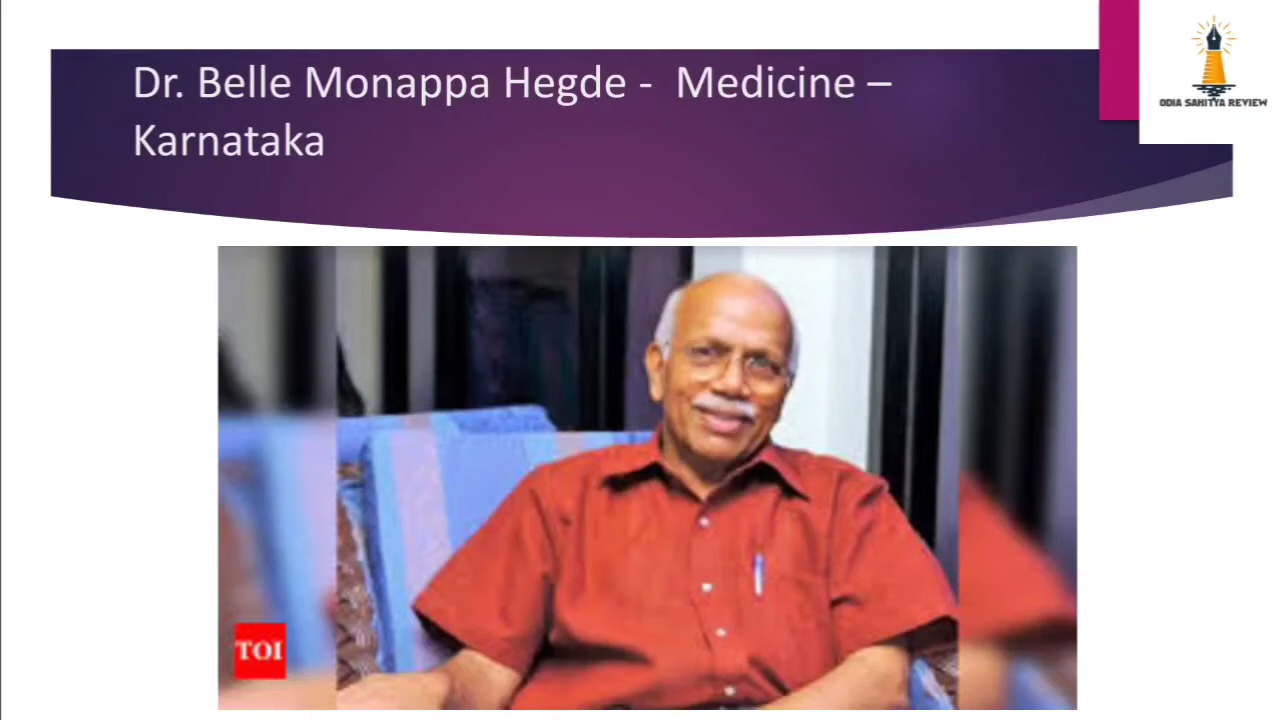 Dr. Belle Monappa Hegde -  Medicine –
Karnataka
ODIA SAHITYA REVIEW
TOI